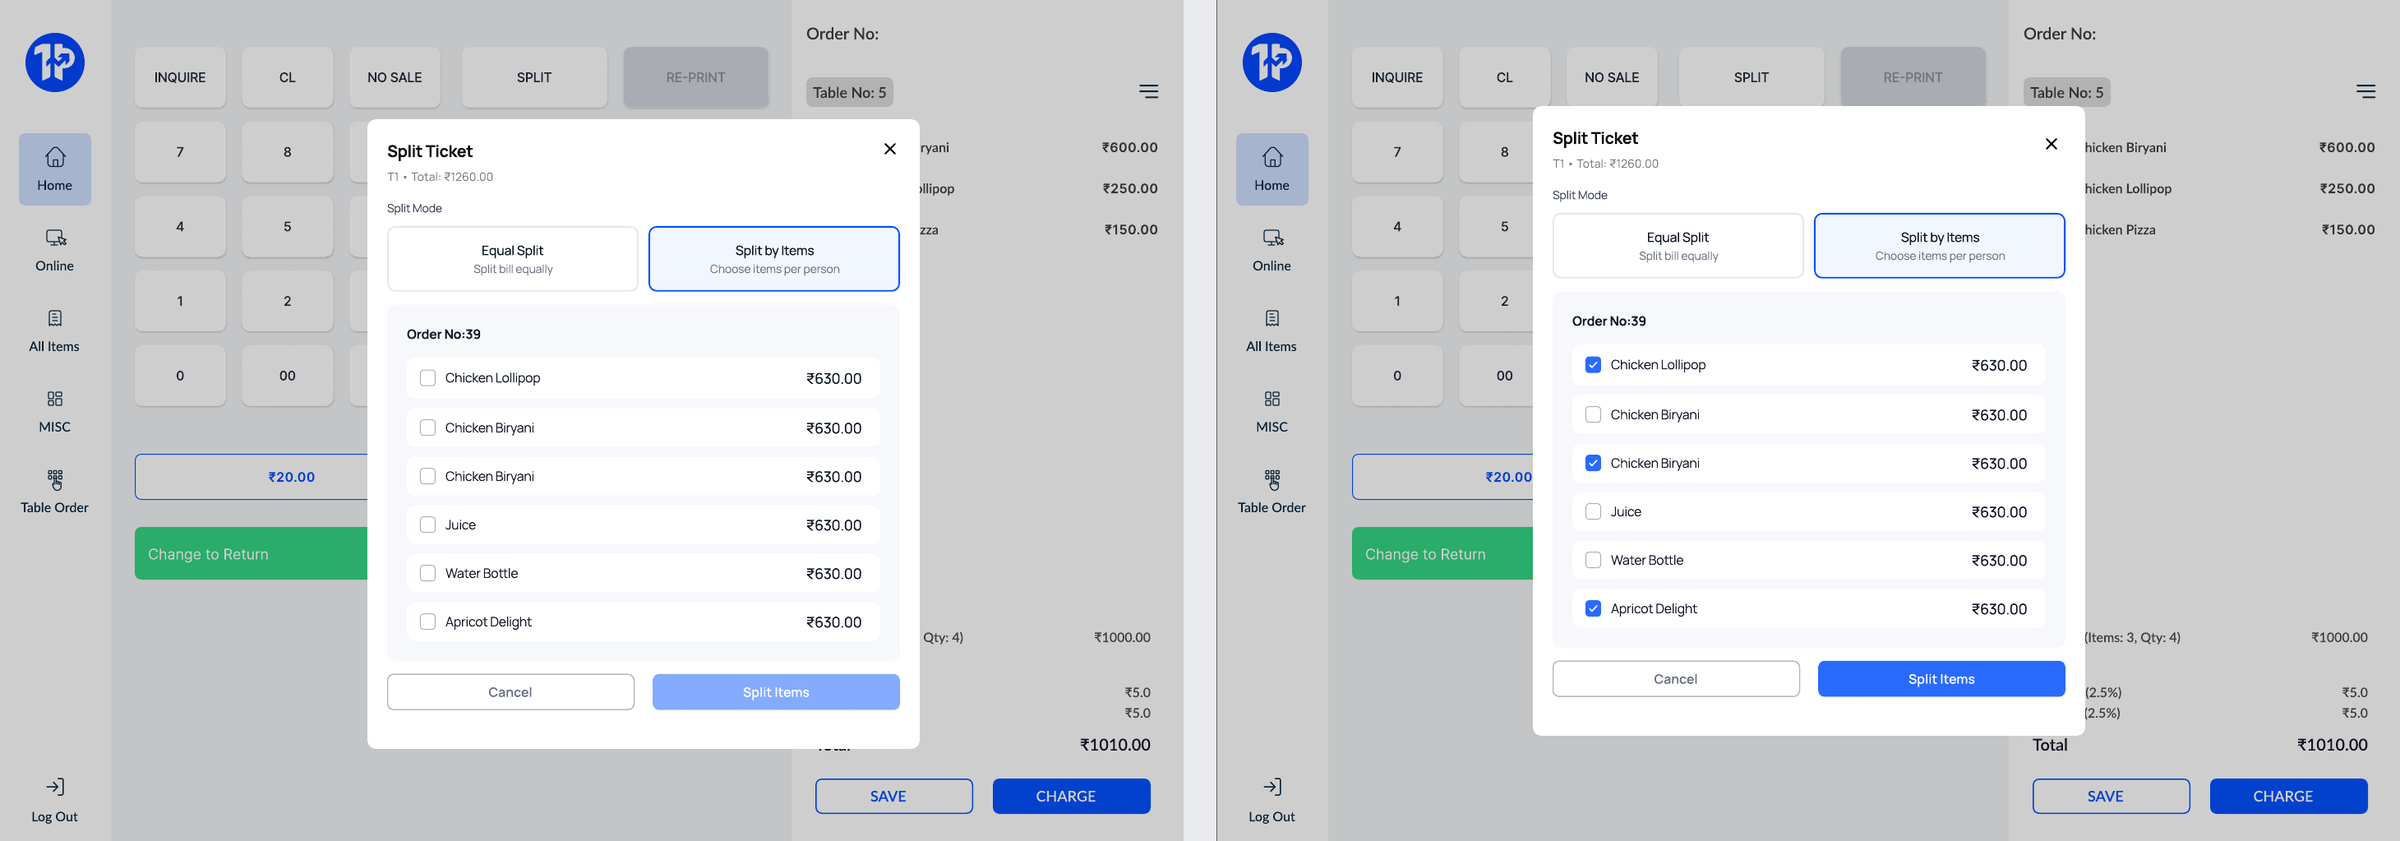 INQUIRE CL NO SALE SPLIT RE-PRINT
Order No:
Table No: 5
7 8
4 5
1 2
0 00
Home
Online
All Items
MISC
Table Order
Log Out
₹20.00
Change to Return
Split Ticket
T1 • Total: ₹1260.00
Split Mode
Equal Split
Split bill equally
Split by Items
Choose items per person
Order No:39
Chicken Lollipop ₹630.00
Chicken Biryani ₹630.00
Chicken Biryani ₹630.00
Juice ₹630.00
Water Bottle ₹630.00
Apricot Delight ₹630.00
Cancel Split Items
ryani ₹600.00
ollipop ₹250.00
zza ₹150.00
Qty: 4) ₹1000.00
₹5.0
₹5.0
Total ₹1010.00
SAVE CHARGE
INQUIRE CL NO SALE SPLIT RE-PRINT
Order No:
Table No: 5
7 8
4 5
1 2
0 00
Home
Online
All Items
MISC
Table Order
Log Out
₹20.00
Change to Return
Split Ticket
T1 • Total: ₹1260.00
Split Mode
Equal Split
Split bill equally
Split by Items
Choose items per person
Order No:39
Chicken Lollipop ₹630.00
Chicken Biryani ₹630.00
Chicken Biryani ₹630.00
Juice ₹630.00
Water Bottle ₹630.00
Apricot Delight ₹630.00
Cancel Split Items
hicken Biryani ₹600.00
hicken Lollipop ₹250.00
hicken Pizza ₹150.00
(Items: 3, Qty: 4) ₹1000.00
(2.5%) ₹5.0
(2.5%) ₹5.0
Total ₹1010.00
SAVE CHARGE